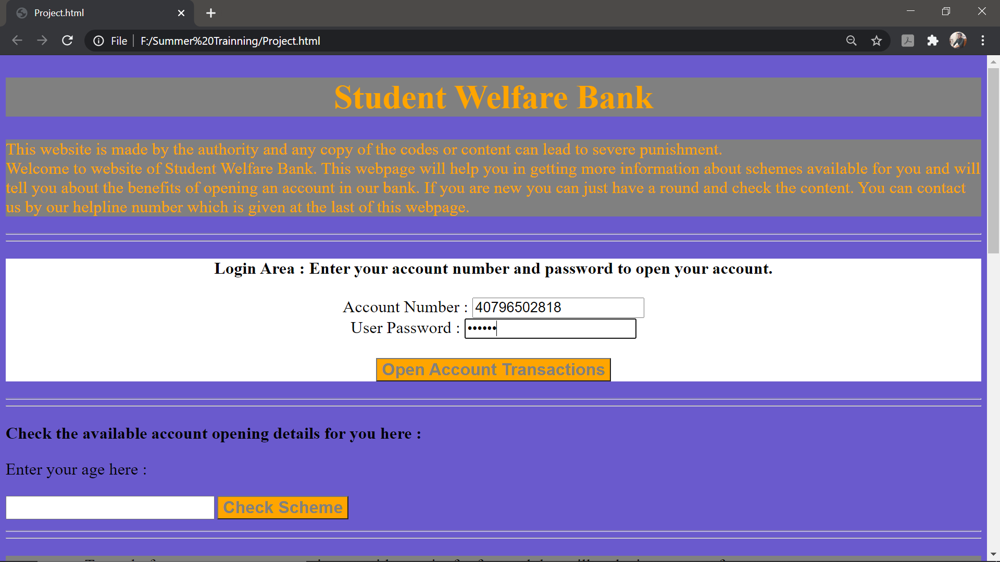 Project.html
File F:/Summer%20Trainning/Project.html
Student Welfare Bank
This website is made by the authority and any copy of the codes or content can lead to severe punishment.
Welcome to website of Student Welfare Bank. This webpage will help you in getting more information about schemes available for you and will
tell you about the benefits of opening an account in our bank. If you are new you can just have a round and check the content. You can contact
us by our helpline number which is given at the last of this webpage.
Login Area : Enter your account number and password to open your account.
Account Number : 40796502818
User Password : ••••••
Open Account Transactions
Check the available account opening details for you here :
Enter your age here :
Check Scheme